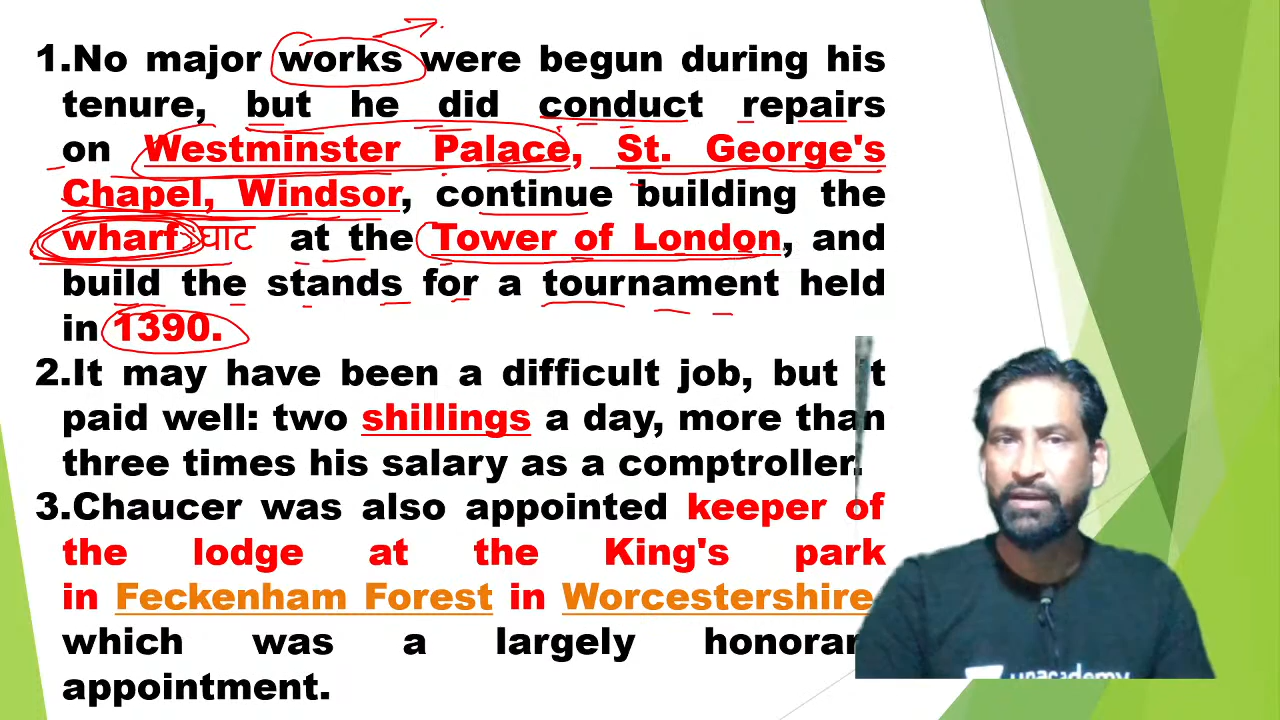 1.No major works were begun during his
tenure, but he did conduct repairs
on Westminster Palace, St. George's
Chapel, Windsor, continue building the
wharf घाट at the Tower of London, and
build the stands for a tournament held
in 1390.
2.It may have been a difficult job, but it
paid well: two shillings a day, more than
three times his salary as a comptroller.
3.Chaucer was also appointed keeper of
the lodge at the King's park
in Feckenham Forest in Worcestershire
which was a largely
appointment.
unacademy